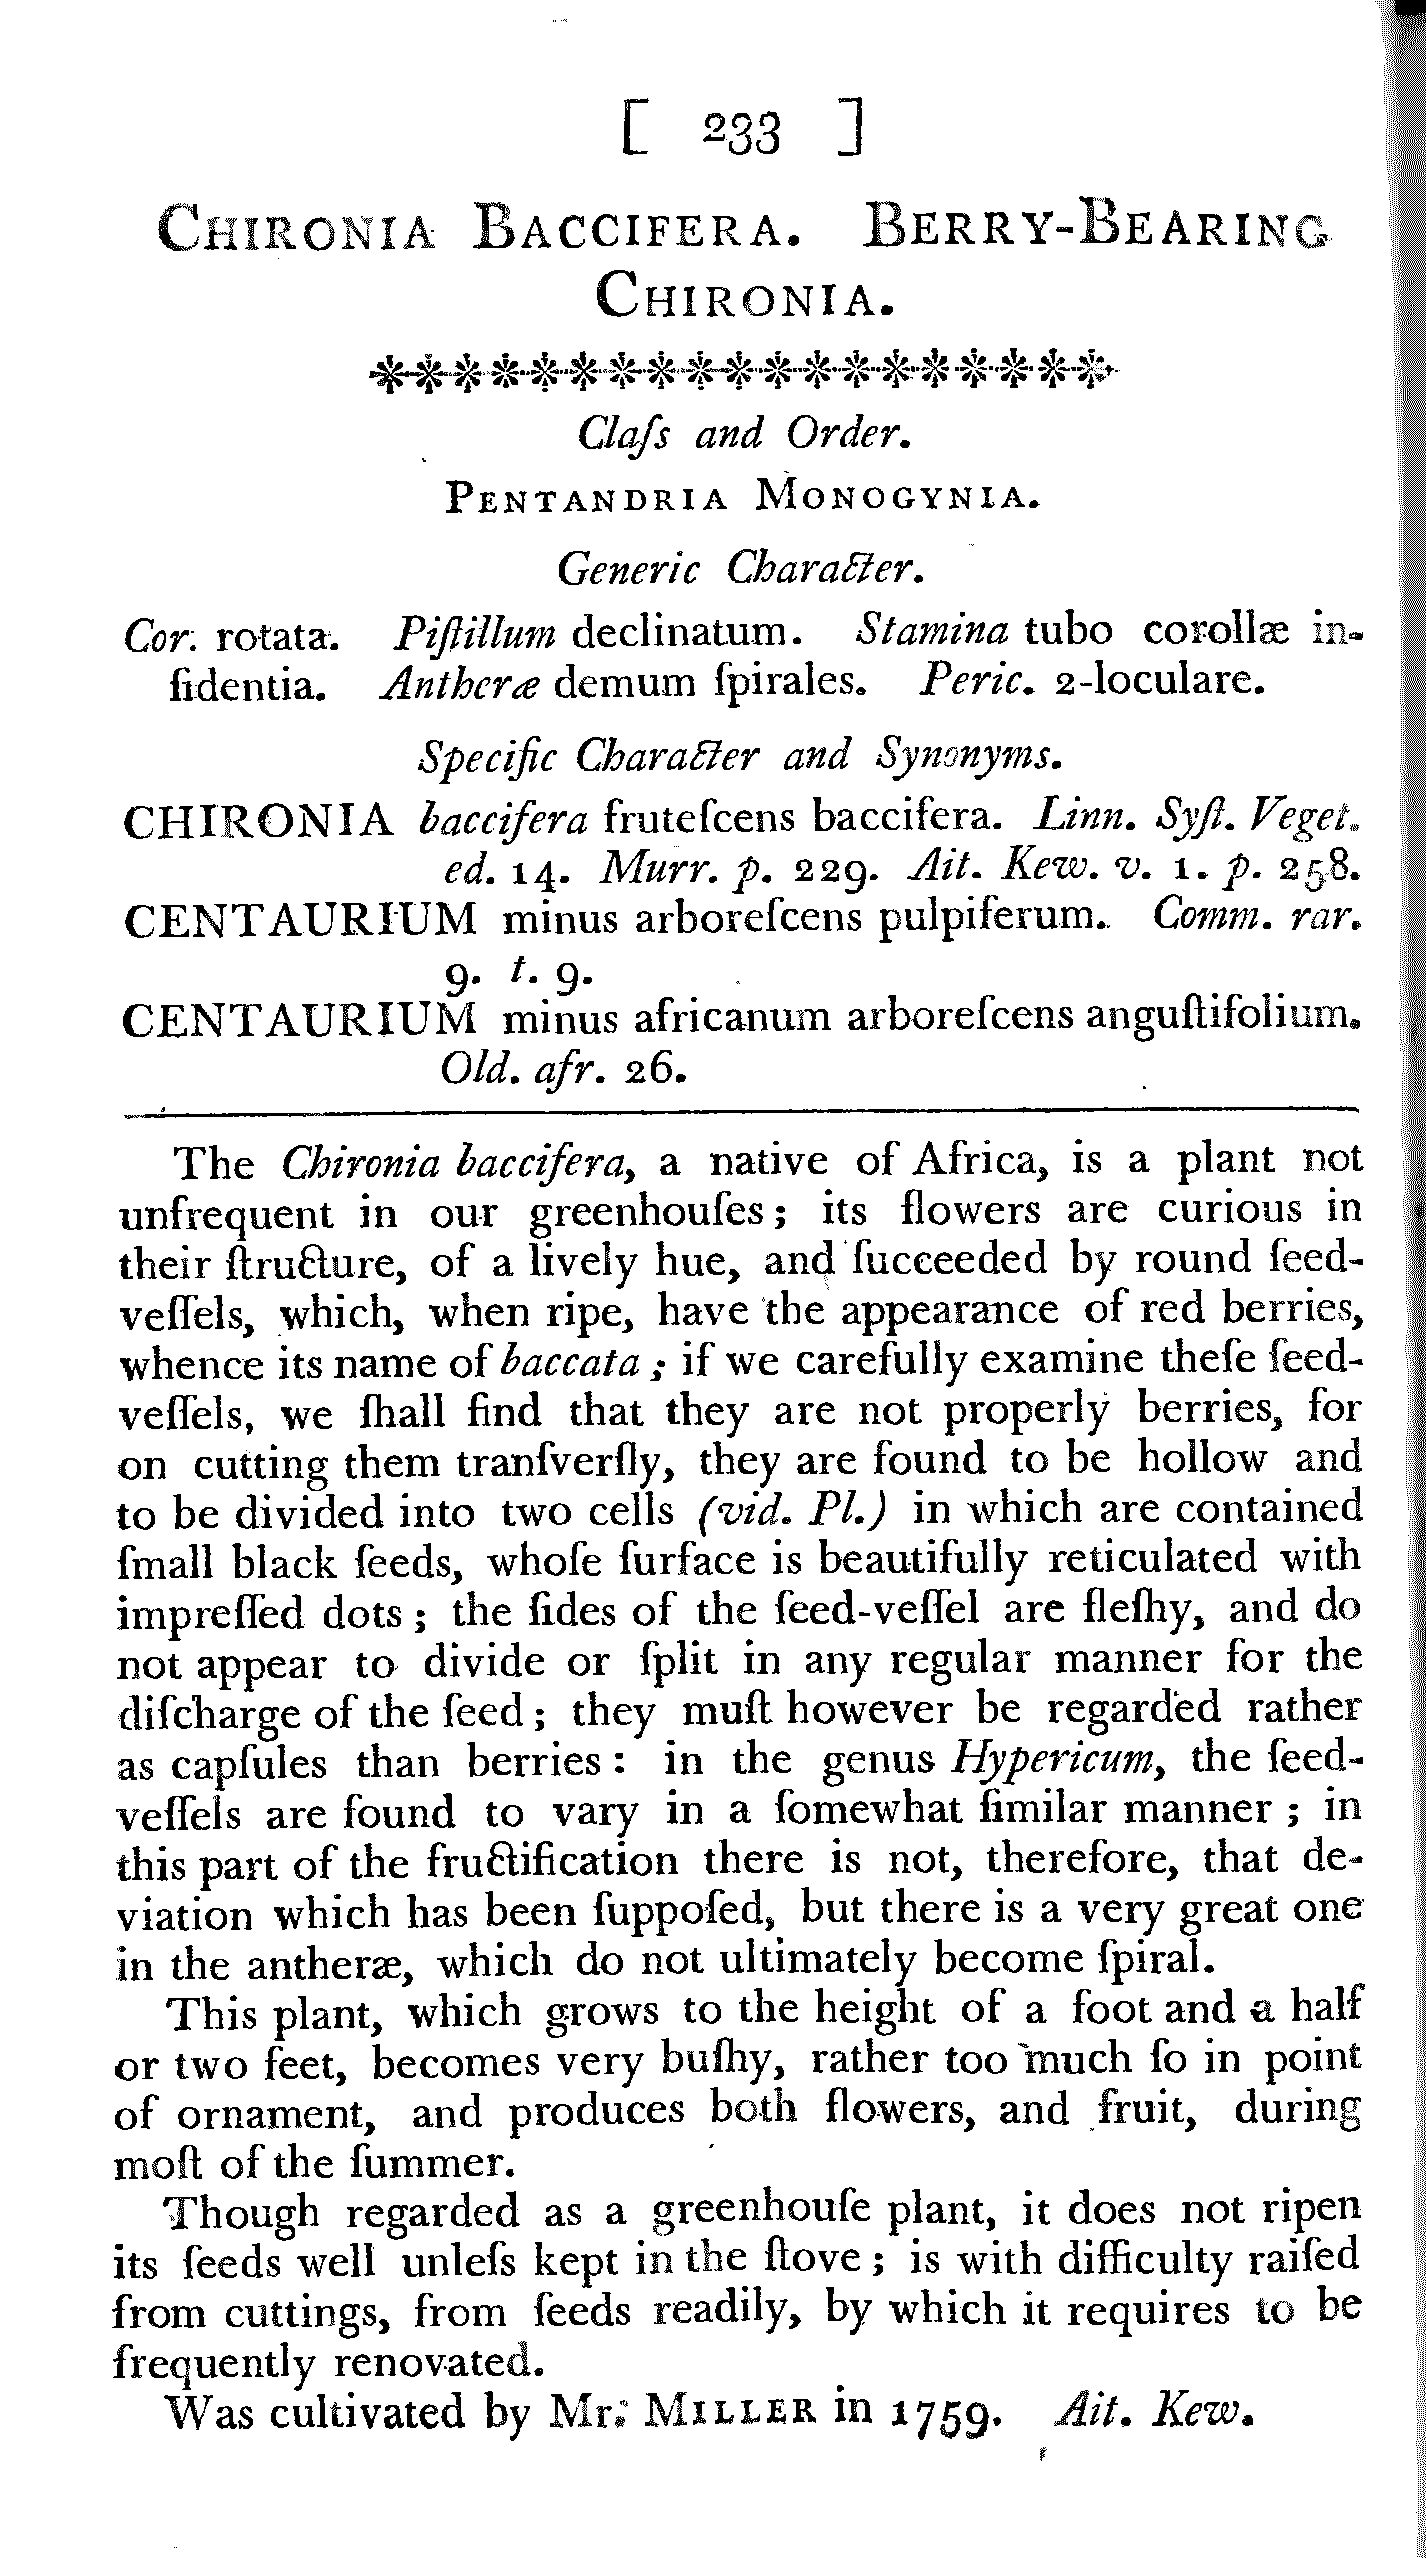 [ 233 ]
CHIRONIA BACCIFERA. BERRY-BEARING
CHIRONIA.
Claſs and Order.
PENTANDRIA MONOGYNIA.
Generic Character.
Cor. rotata. Piſtillum declinatum. Stamina tubo corollæ in-
ſidentia. Antheræ demum ſpirales. Peric. 2-loculare.
Specific Character and Synonyms.
CHIRONIA baccifera fruteſcens baccifera. Linn. Syſt. Veget.
ed. 14. Murr. p. 229. Ait. Kew. v. 1. p. 258.
CENTAURIUM minus arboreſcens pulpiferum. Comm. rar.
9. t. 9.
CENTAURIUM minus africanum arboreſcens anguſtifolium.
Old. afr. 26.
The Chironia baccifera, a native of Africa, is a plant not
unfrequent in our greenhouſes; its flowers are curious in
their ſtructure, of a lively hue, and ſucceeded by round ſeed-
veſſels, which, when ripe, have the appearance of red berries,
whence its name of baccata; if we carefully examine theſe ſeed-
veſſels, we ſhall find that they are not properly berries, for
on cutting them tranſverſly, they are found to be hollow and
to be divided into two cells (vid. Pl.) in which are contained
ſmall black ſeeds, whoſe ſurface is beautifully reticulated with
impreſſed dots; the ſides of the ſeed-veſſel are fleſhy, and do
not appear to divide or ſplit in any regular manner for the
diſcharge of the ſeed; they muſt however be regarded rather
as capſules than berries: in the genus Hypericum, the ſeed-
veſſels are found to vary in a ſomewhat ſimilar manner; in
this part of the fructification there is not, therefore, that de-
viation which has been ſuppoſed, but there is a very great one
in the antheræ, which do not ultimately become ſpiral.
This plant, which grows to the height of a foot and a half
or two feet, becomes very buſhy, rather too much ſo in point
of ornament, and produces both flowers, and fruit, during
moſt of the ſummer.
Though regarded as a greenhouſe plant, it does not ripen
its ſeeds well unleſs kept in the ſtove; is with difficulty raiſed
from cuttings, from ſeeds readily, by which it requires to be
frequently renovated.
Was cultivated by Mr. MILLER in 1759. Ait. Kew.